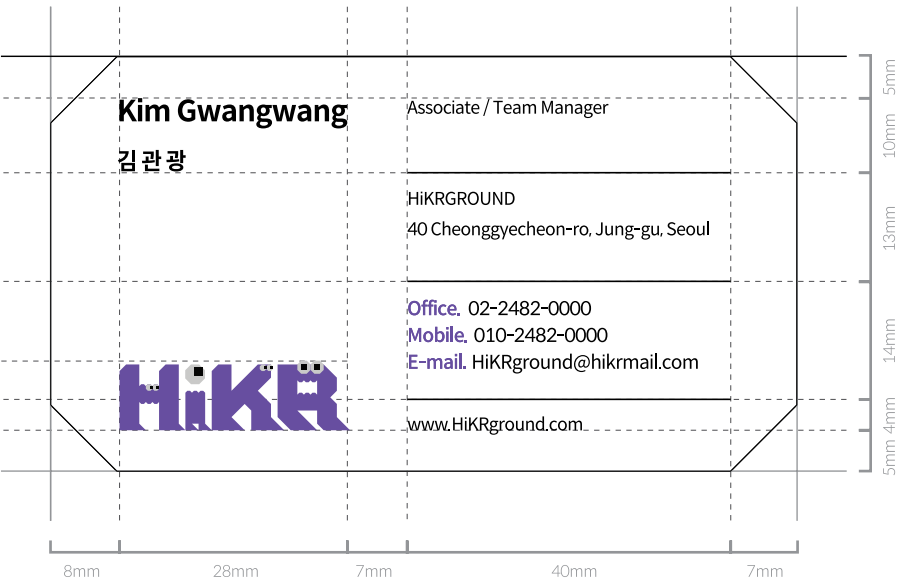 Kim Gwangwang
김관광
Associate / Team Manager
HiKRGROUND
40 Cheonggyecheon-ro, Jung-gu, Seoul
Office. 02-2482-0000
Mobile. 010-2482-0000
E-mail. HiKRground@hikrmail.com
www.HiKRground.com
HiKR
5mm
10mm
13mm
14mm
4mm
5mm
8mm
28mm
7mm
40mm
7mm